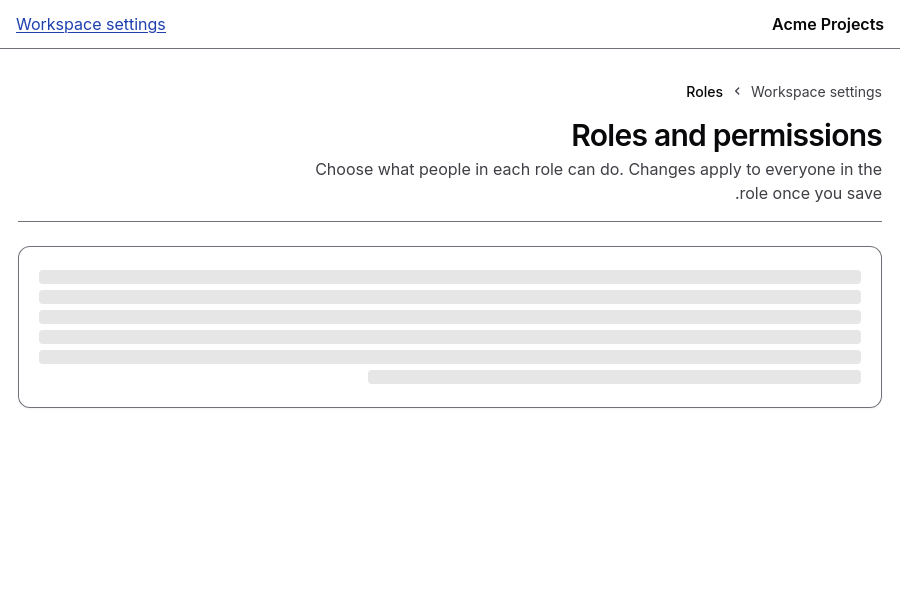 Acme Projects
Workspace settings
Workspace settings › Roles
Roles and permissions
Choose what people in each role can do. Changes apply to everyone in the
role once you save.